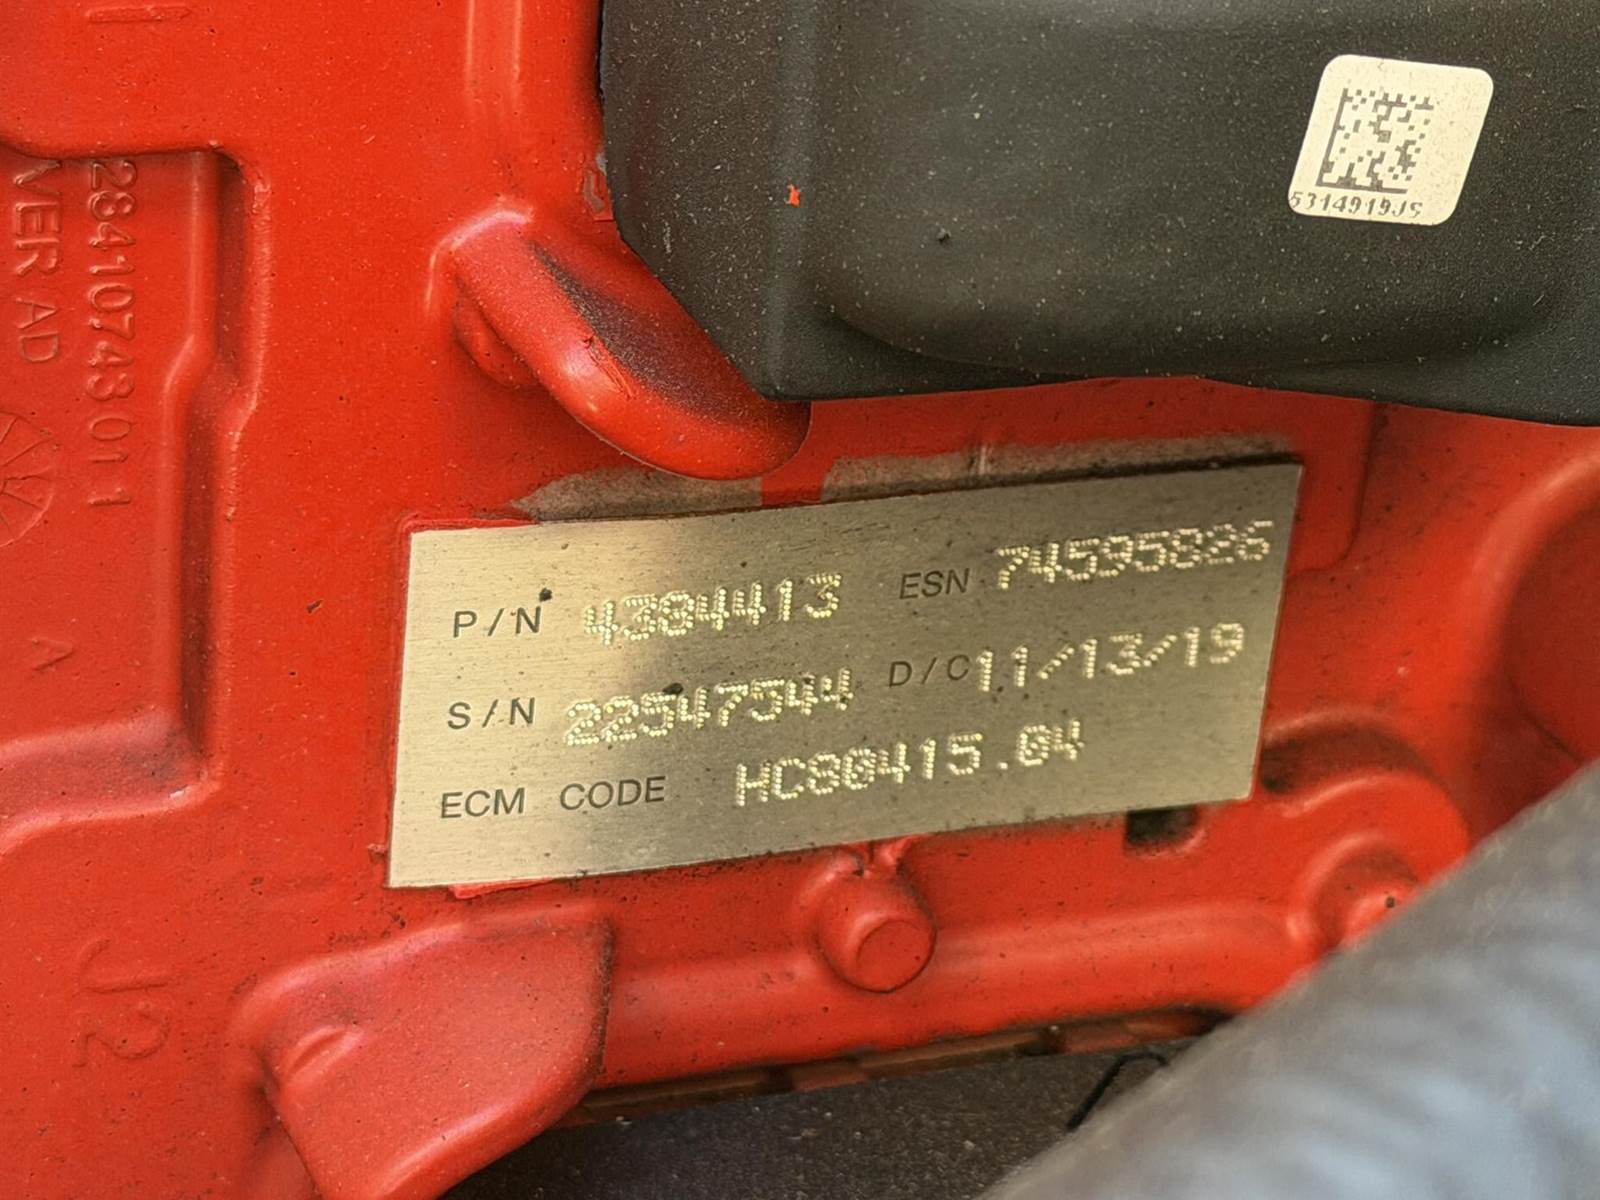 2841074301.1
VER AD
A
J2
5314919JS
P/N 4384413 ESN 74595826
S/N 22547544 D/C 11/13/19
ECM CODE HC80415.04